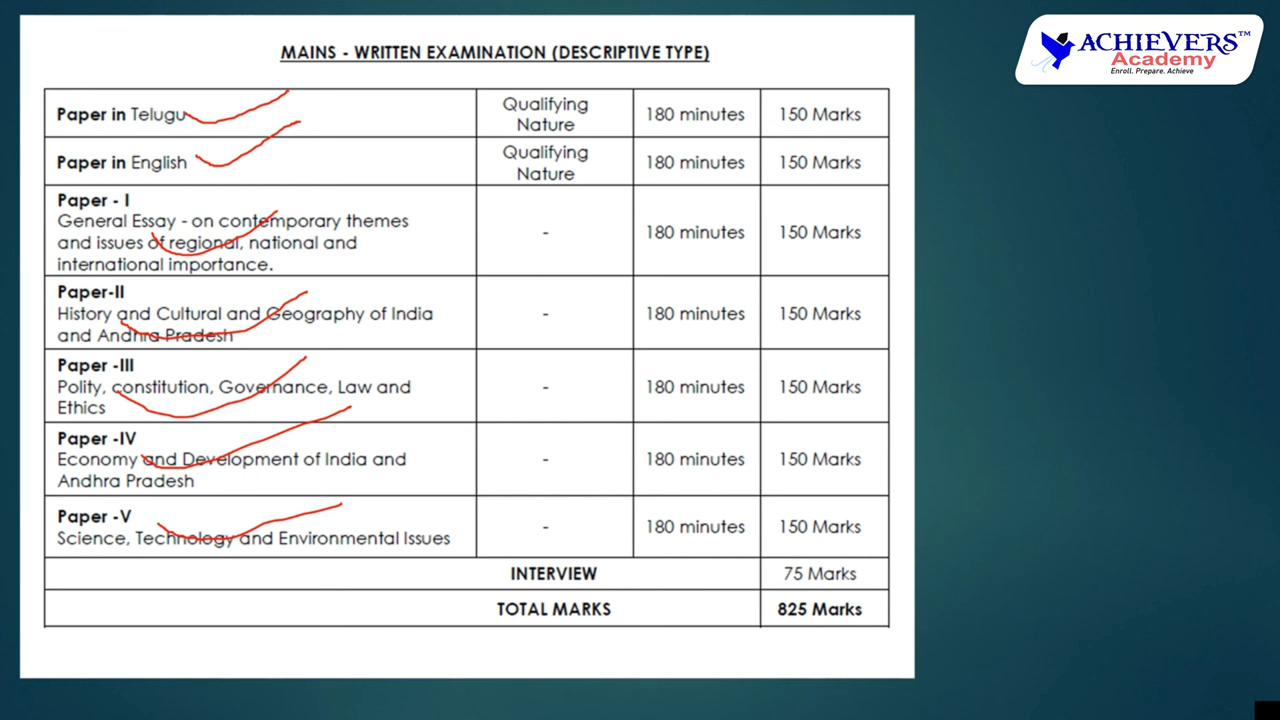 ACHIEVERS™
Academy
Enroll. Prepare. Achieve
MAINS - WRITTEN EXAMINATION (DESCRIPTIVE TYPE)
Paper in Telugu
Qualifying
Nature
180 minutes
150 Marks
Paper in English
Qualifying
Nature
180 minutes
150 Marks
Paper - I
General Essay - on contemporary themes
and issues of regional, national and
international importance.
-
180 minutes
150 Marks
Paper-II
History and Cultural and Geography of India
and Andhra Pradesh
-
180 minutes
150 Marks
Paper -III
Polity, constitution, Governance, Law and
Ethics
-
180 minutes
150 Marks
Paper -IV
Economy and Development of India and
Andhra Pradesh
-
180 minutes
150 Marks
Paper -V
Science, Technology and Environmental Issues
-
180 minutes
150 Marks
INTERVIEW
75 Marks
TOTAL MARKS
825 Marks